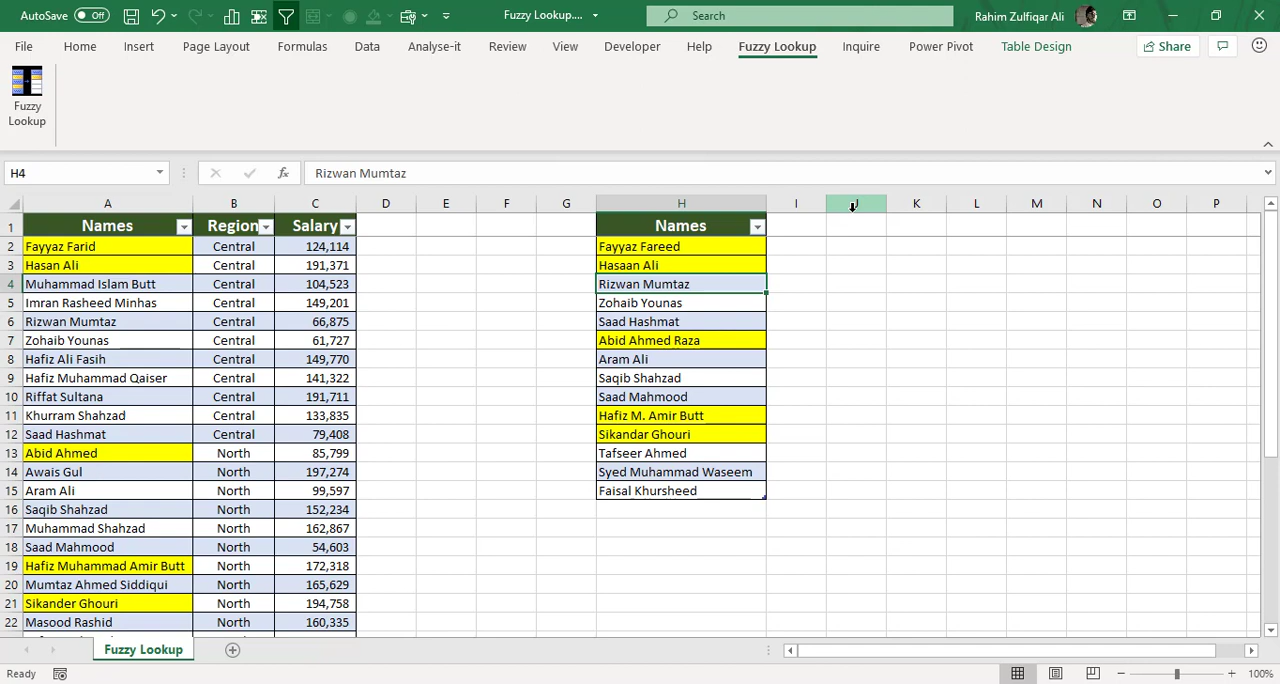 AutoSave Off Fuzzy Lookup.... Search Rahim Zulfiqar Ali
File Home Insert Page Layout Formulas Data Analyse-it Review View Developer Help Fuzzy Lookup Inquire Power Pivot Table Design Share
Fuzzy
Lookup
H4 fx Rizwan Mumtaz
A B C D E F G H I J K L M N O P
1 Names Region Salary Names
2 Fayyaz Farid Central 124,114 Fayyaz Fareed
3 Hasan Ali Central 191,371 Hasaan Ali
4 Muhammad Islam Butt Central 104,523 Rizwan Mumtaz
5 Imran Rasheed Minhas Central 149,201 Zohaib Younas
6 Rizwan Mumtaz Central 66,875 Saad Hashmat
7 Zohaib Younas Central 61,727 Abid Ahmed Raza
8 Hafiz Ali Fasih Central 149,770 Aram Ali
9 Hafiz Muhammad Qaiser Central 141,322 Saqib Shahzad
10 Riffat Sultana Central 191,711 Saad Mahmood
11 Khurram Shahzad Central 133,835 Hafiz M. Amir Butt
12 Saad Hashmat Central 79,408 Sikandar Ghouri
13 Abid Ahmed North 85,799 Tafseer Ahmed
14 Awais Gul North 197,274 Syed Muhammad Waseem
15 Aram Ali North 99,597 Faisal Khursheed
16 Saqib Shahzad North 152,234
17 Muhammad Shahzad North 162,867
18 Saad Mahmood North 54,603
19 Hafiz Muhammad Amir Butt North 172,318
20 Mumtaz Ahmed Siddiqui North 165,629
21 Sikander Ghouri North 194,758
22 Masood Rashid North 160,335
Fuzzy Lookup
Ready 100%